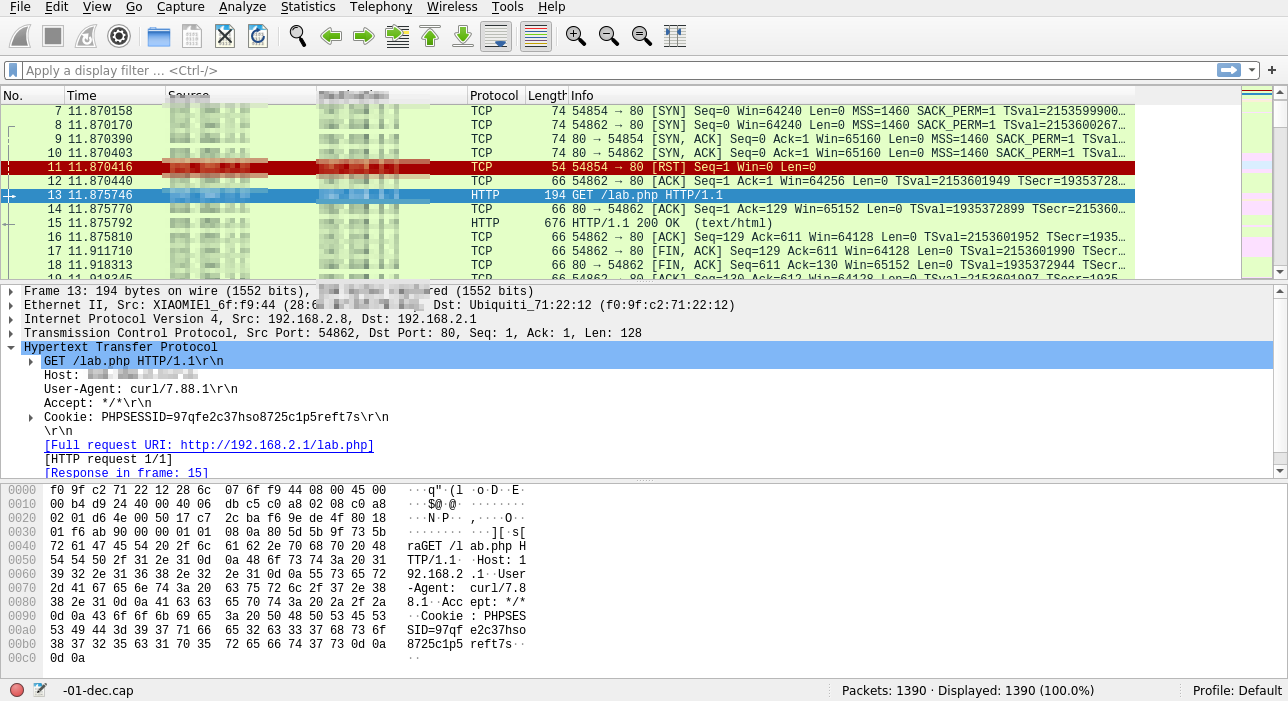 File Edit View Go Capture Analyze Statistics Telephony Wireless Tools Help
Apply a display filter … <Ctrl-/>
No. Time Source Destination Protocol Length Info
7 11.870158 TCP 74 54854 → 80 [SYN] Seq=0 Win=64240 Len=0 MSS=1460 SACK_PERM=1 TSval=2153599900…
8 11.870170 TCP 74 54862 → 80 [SYN] Seq=0 Win=64240 Len=0 MSS=1460 SACK_PERM=1 TSval=2153600267…
9 11.870390 TCP 74 80 → 54854 [SYN, ACK] Seq=0 Ack=1 Win=65160 Len=0 MSS=1460 SACK_PERM=1 TSval…
10 11.870403 TCP 74 80 → 54862 [SYN, ACK] Seq=0 Ack=1 Win=65160 Len=0 MSS=1460 SACK_PERM=1 TSval…
11 11.870416 TCP 54 54854 → 80 [RST] Seq=1 Win=0 Len=0
12 11.870440 TCP 66 54862 → 80 [ACK] Seq=1 Ack=1 Win=64256 Len=0 TSval=2153601949 TSecr=19353728…
13 11.875746 HTTP 194 GET /lab.php HTTP/1.1
14 11.875770 TCP 66 80 → 54862 [ACK] Seq=1 Ack=129 Win=65152 Len=0 TSval=1935372899 TSecr=215360…
15 11.875792 HTTP 676 HTTP/1.1 200 OK  (text/html)
16 11.875810 TCP 66 54862 → 80 [ACK] Seq=129 Ack=611 Win=64128 Len=0 TSval=2153601952 TSecr=1935…
17 11.911710 TCP 66 54862 → 80 [FIN, ACK] Seq=129 Ack=611 Win=64128 Len=0 TSval=2153601990 TSecr…
18 11.918313 TCP 66 80 → 54862 [FIN, ACK] Seq=611 Ack=130 Win=65152 Len=0 TSval=1935372944 TSecr…
19 11.918345 TCP 66 54862 → 80 [ACK] Seq=130 Ack=612 Win=64128 Len=0 TSval=2153601997 TSecr=1935…
Frame 13: 194 bytes on wire (1552 bits), (1552 bits)
Ethernet II, Src: XIAOMIEl_6f:f9:44 (28:6 Dst: Ubiquiti_71:22:12 (f0:9f:c2:71:22:12)
Internet Protocol Version 4, Src: 192.168.2.8, Dst: 192.168.2.1
Transmission Control Protocol, Src Port: 54862, Dst Port: 80, Seq: 1, Ack: 1, Len: 128
Hypertext Transfer Protocol
GET /lab.php HTTP/1.1\r\n
Host:
User-Agent: curl/7.88.1\r\n
Accept: */*\r\n
Cookie: PHPSESSID=97qfe2c37hso8725c1p5reft7s\r\n
\r\n
[Full request URI: http://192.168.2.1/lab.php]
[HTTP request 1/1]
[Response in frame: 15]
0000 f0 9f c2 71 22 12 28 6c 07 6f f9 44 08 00 45 00 ···q"·(l ·o·D··E·
0010 00 b4 d9 24 40 00 40 06 db c5 c0 a8 02 08 c0 a8 ···$@·@· ········
0020 02 01 d6 4e 00 50 17 c7 2c ba f6 9e de 4f 80 18 ···N·P·· ,····O··
0030 01 f6 ab 90 00 00 01 01 08 0a 80 5d 5b 9f 73 5b ········ ···][·s[
0040 72 61 47 45 54 20 2f 6c 61 62 2e 70 68 70 20 48 raGET /l ab.php H
0050 54 54 50 2f 31 2e 31 0d 0a 48 6f 73 74 3a 20 31 TTP/1.1· ·Host: 1
0060 39 32 2e 31 36 38 2e 32 2e 31 0d 0a 55 73 65 72 92.168.2 .1··User
0070 2d 41 67 65 6e 74 3a 20 63 75 72 6c 2f 37 2e 38 -Agent: curl/7.8
0080 38 2e 31 0d 0a 41 63 63 65 70 74 3a 20 2a 2f 2a 8.1··Acc ept: */*
0090 0d 0a 43 6f 6f 6b 69 65 3a 20 50 48 50 53 45 53 ··Cookie : PHPSES
00a0 53 49 44 3d 39 37 71 66 65 32 63 33 37 68 73 6f SID=97qf e2c37hso
00b0 38 37 32 35 63 31 70 35 72 65 66 74 37 73 0d 0a 8725c1p5 reft7s··
00c0 0d 0a ··
-01-dec.cap Packets: 1390 · Displayed: 1390 (100.0%) Profile: Default